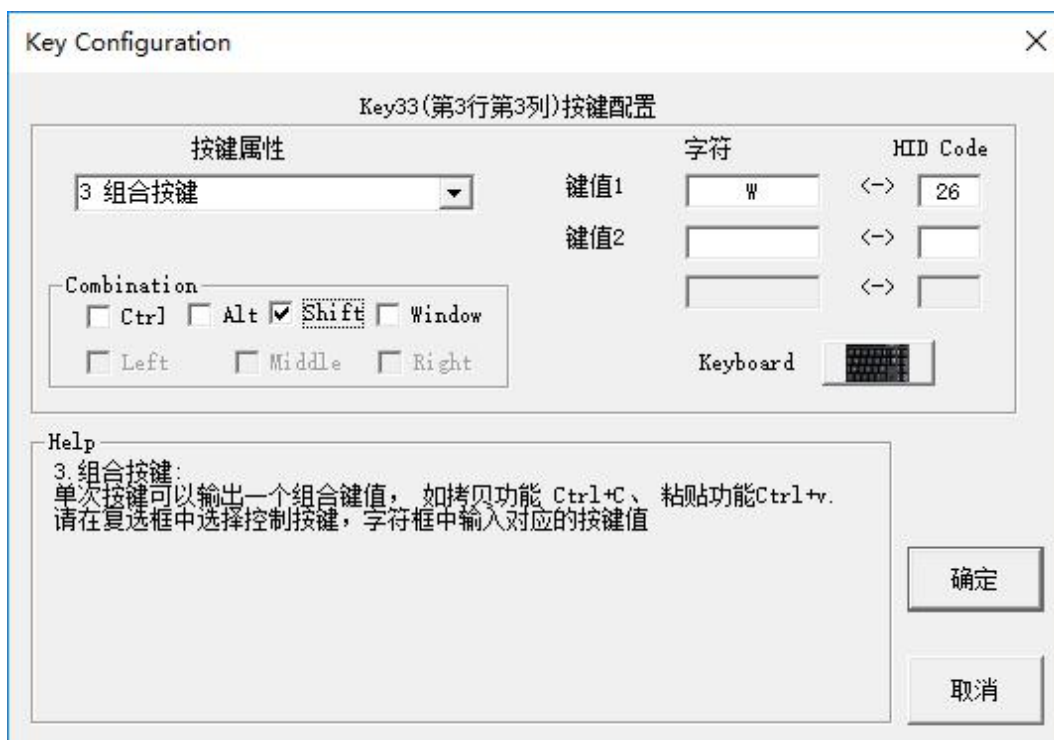 Key Configuration
Key33(第3行第3列)按键配置
按键属性
字符
HID Code
3 组合按键
键值1
W
<->
26
键值2
<->
Combination
<->
Ctrl
Alt
Shift
Window
Left
Middle
Right
Keyboard
Help
3.组合按键:
单次按键可以输出一个组合键值, 如拷贝功能 Ctrl+C、 粘贴功能Ctrl+v.
请在复选框中选择控制按键,字符框中输入对应的按键值
确定
取消